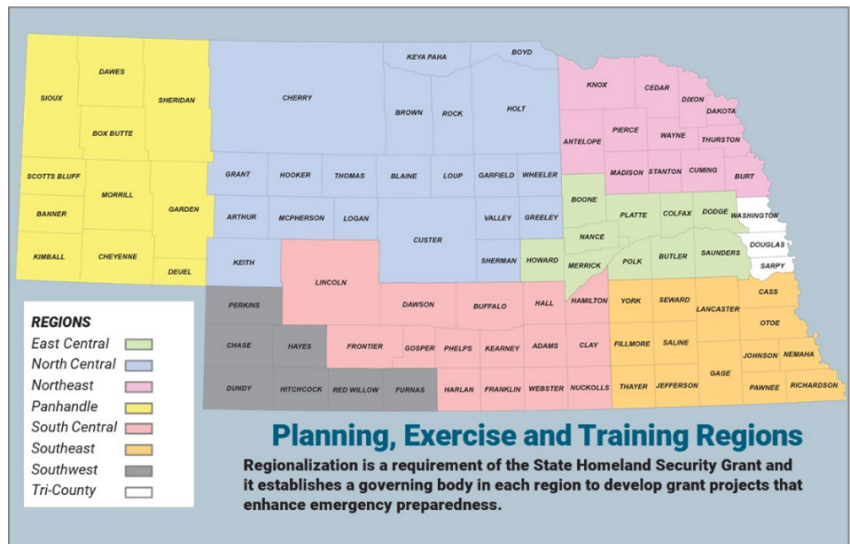 KEYA PAHA
BOYD
DAWES
KNOX
CEDAR
SIOUX
SHERIDAN
CHERRY
DIXON
DAKOTA
BROWN
ROCK
HOLT
BOX BUTTE
ANTELOPE
PIERCE
WAYNE
THURSTON
SCOTTS BLUFF
GRANT
HOOKER
THOMAS
BLAINE
LOUP
GARFIELD
WHEELER
MADISON
STANTON
CUMING
BURT
MORRILL
BOONE
BANNER
GARDEN
ARTHUR
MCPHERSON
LOGAN
VALLEY
GREELEY
PLATTE
COLFAX
DODGE
WASHINGTON
CUSTER
NANCE
DOUGLAS
KIMBALL
CHEYENNE
DEUEL
KEITH
SHERMAN
HOWARD
MERRICK
POLK
BUTLER
SAUNDERS
SARPY
LINCOLN
PERKINS
DAWSON
BUFFALO
HALL
HAMILTON
YORK
SEWARD
LANCASTER
CASS
OTOE
CHASE
HAYES
FRONTIER
GOSPER
PHELPS
KEARNEY
ADAMS
CLAY
FILLMORE
SALINE
JOHNSON
NEMAHA
GAGE
DUNDY
HITCHCOCK
RED WILLOW
FURNAS
HARLAN
FRANKLIN
WEBSTER
NUCKOLLS
THAYER
JEFFERSON
PAWNEE
RICHARDSON
REGIONS
East Central
North Central
Northeast
Panhandle
South Central
Southeast
Southwest
Tri-County
Planning, Exercise and Training Regions
Regionalization is a requirement of the State Homeland Security Grant and
it establishes a governing body in each region to develop grant projects that
enhance emergency preparedness.